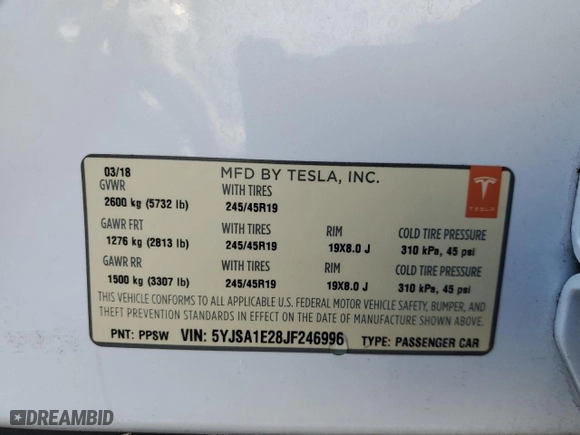 03/18
MFD BY TESLA, INC.
GVWR WITH TIRES
2600 kg (5732 lb) 245/45R19
TESLA
GAWR FRT WITH TIRES RIM COLD TIRE PRESSURE
1276 kg (2813 lb) 245/45R19 19X8.0 J 310 kPa, 45 psi
GAWR RR WITH TIRES RIM COLD TIRE PRESSURE
1500 kg (3307 lb) 245/45R19 19X8.0 J 310 kPa, 45 psi
THIS VEHICLE CONFORMS TO ALL APPLICABLE U.S. FEDERAL MOTOR VEHICLE SAFETY, BUMPER, AND
THEFT PREVENTION STANDARDS IN EFFECT ON THE DATE OF MANUFACTURE SHOWN ABOVE.
PNT: PPSW VIN: 5YJSA1E28JF246996 TYPE: PASSENGER CAR
DREAMBID